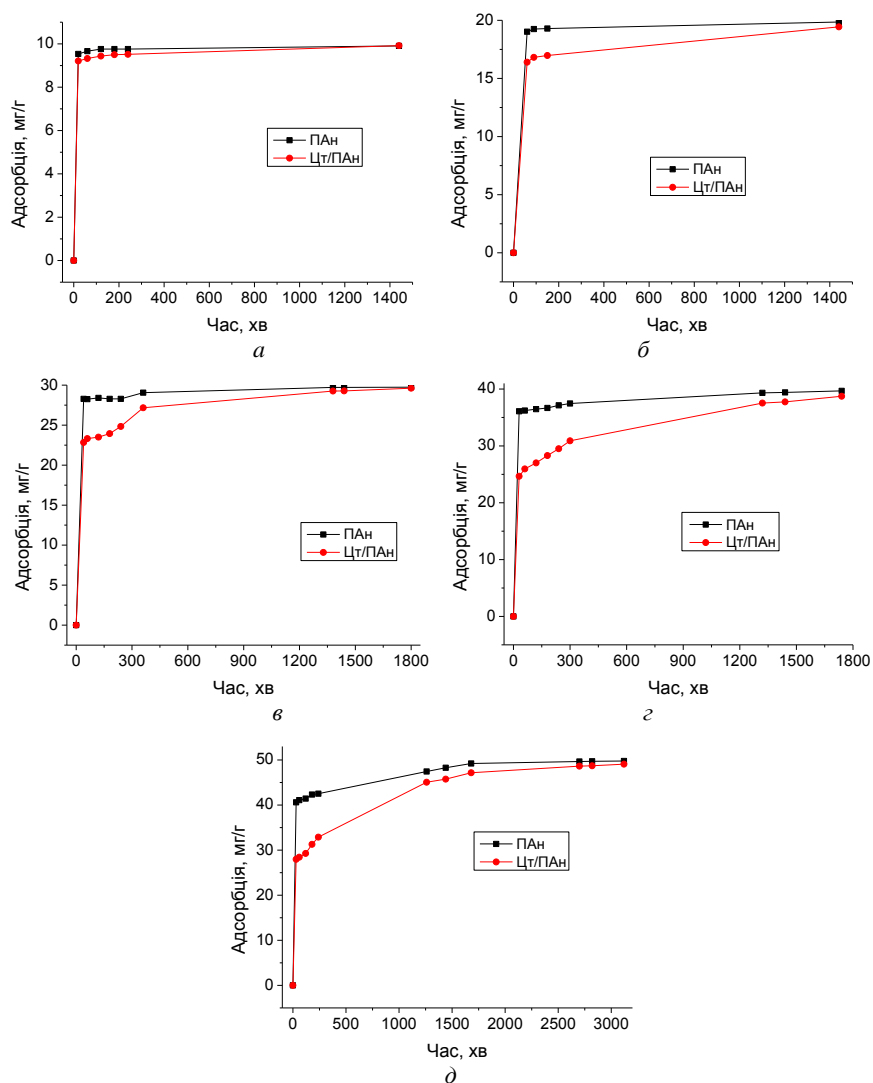 10
8
6
4
2
0
Адсорбція, мг/г
ПАн
Цт/ПАн
0 200 400 600 800 1000 1200 1400
Час, хв
а
20
15
10
5
0
Адсорбція, мг/г
ПАн
Цт/ПАн
0 200 400 600 800 1000 1200 1400
Час, хв
б
30
25
20
15
10
5
0
Адсорбція, мг/г
ПАн
Цт/ПАн
0 300 600 900 1200 1500 1800
Час, хв
в
40
30
20
10
0
Адсорбція, мг/г
ПАн
Цт/ПАн
0 300 600 900 1200 1500 1800
Час, хв
г
50
40
30
20
10
0
Адсорбція, мг/г
ПАн
Цт/ПАн
0 500 1000 1500 2000 2500 3000
Час, хв
д